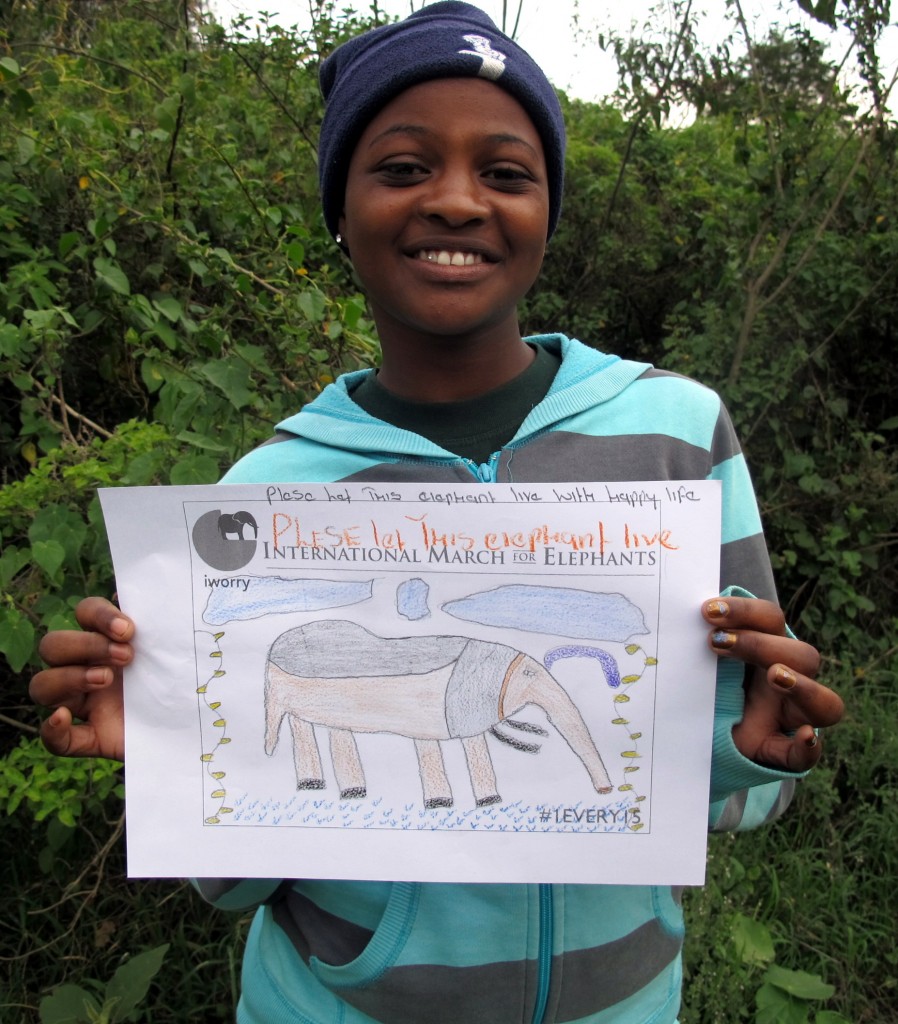 Plese let This elephant live with happy life
PLESE let This elephant live
INTERNATIONAL MARCH FOR ELEPHANTS
iworry
#1EVERY15